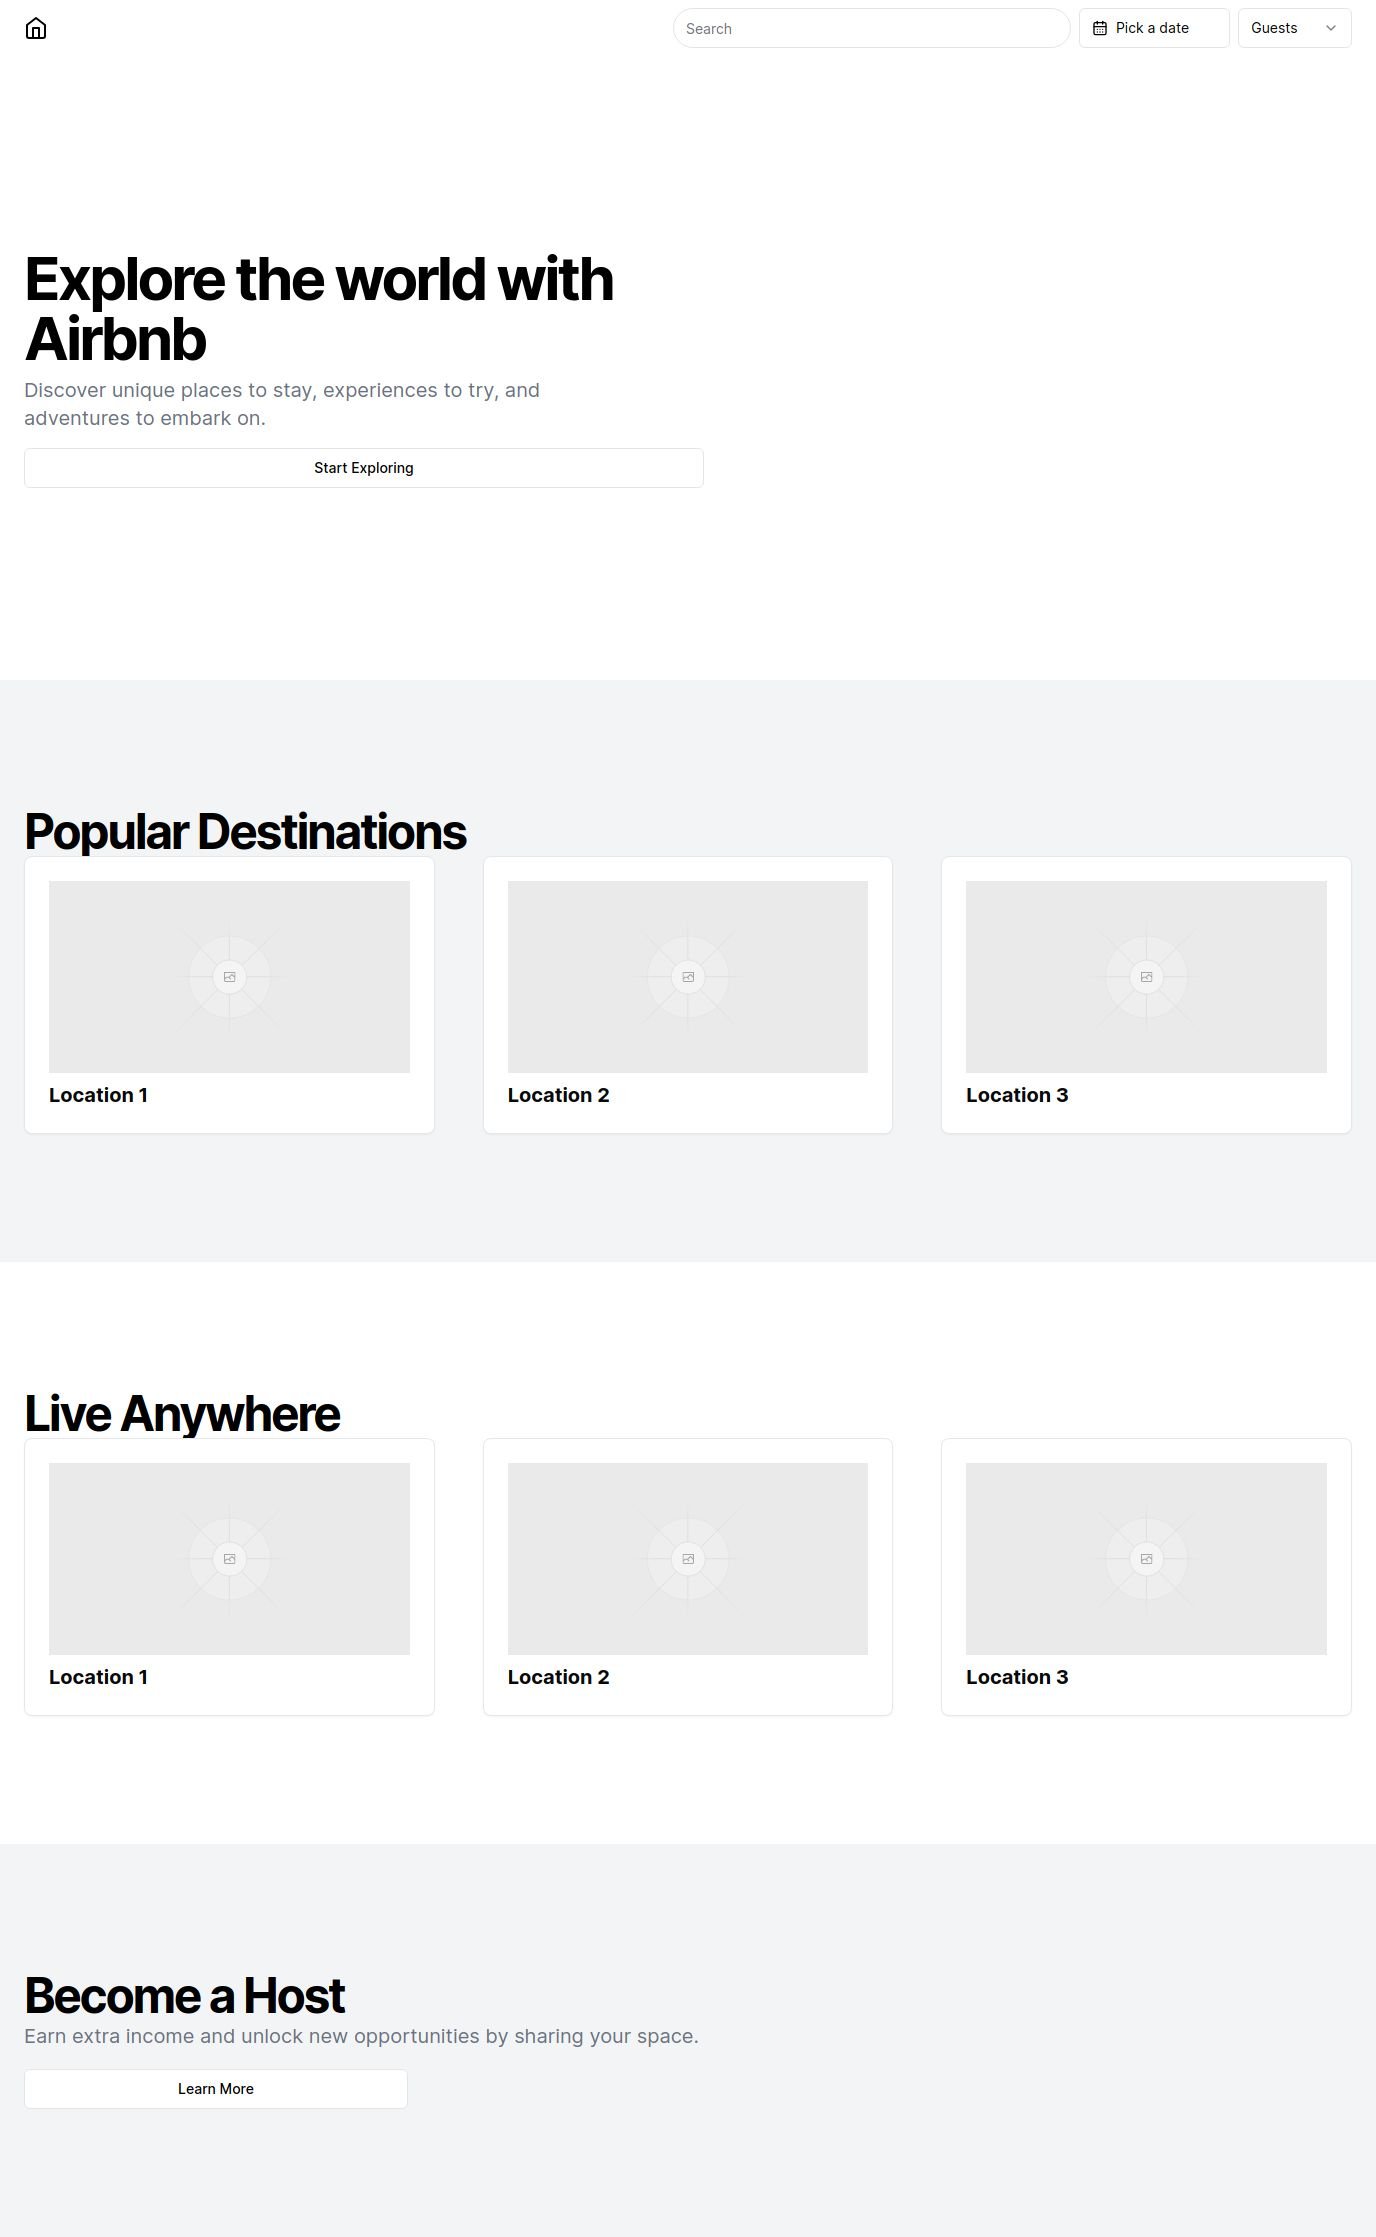 Search
Pick a date
Guests
Explore the world with
Airbnb
Discover unique places to stay, experiences to try, and
adventures to embark on.
Start Exploring
Popular Destinations
Location 1
Location 2
Location 3
Live Anywhere
Location 1
Location 2
Location 3
Become a Host
Earn extra income and unlock new opportunities by sharing your space.
Learn More